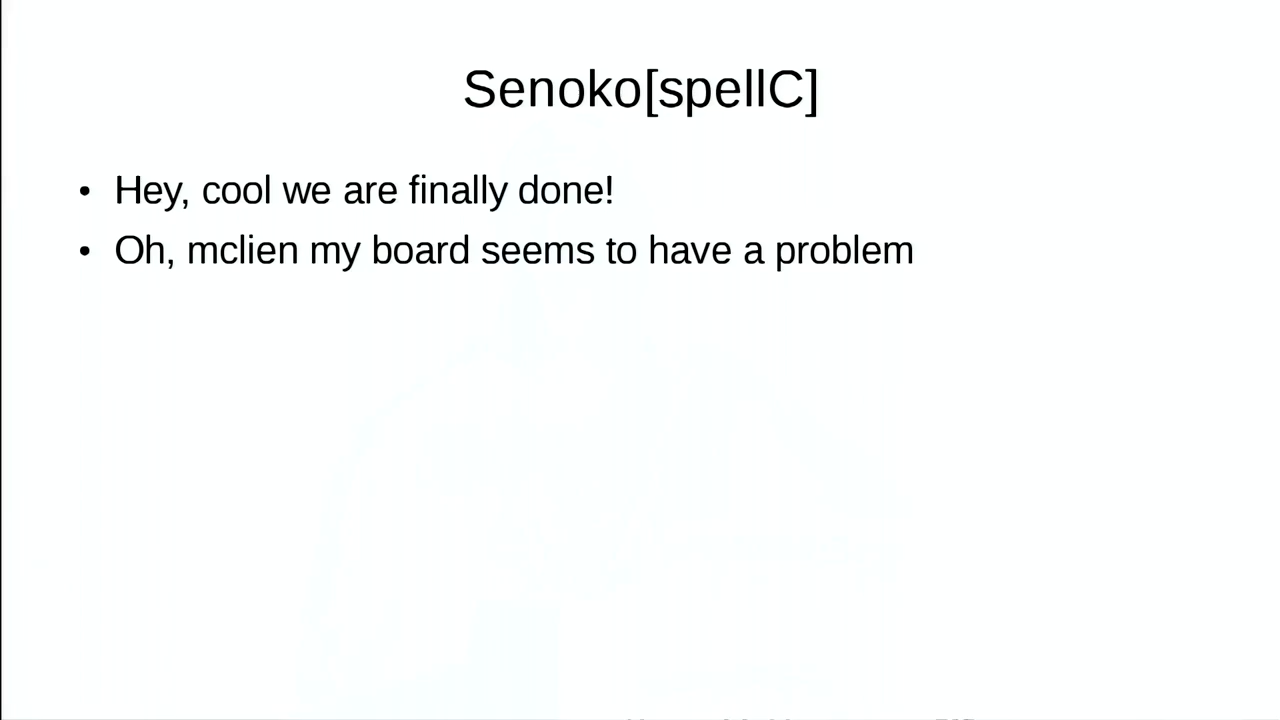 Senoko[spellC]
• Hey, cool we are finally done!
• Oh, mclien my board seems to have a problem